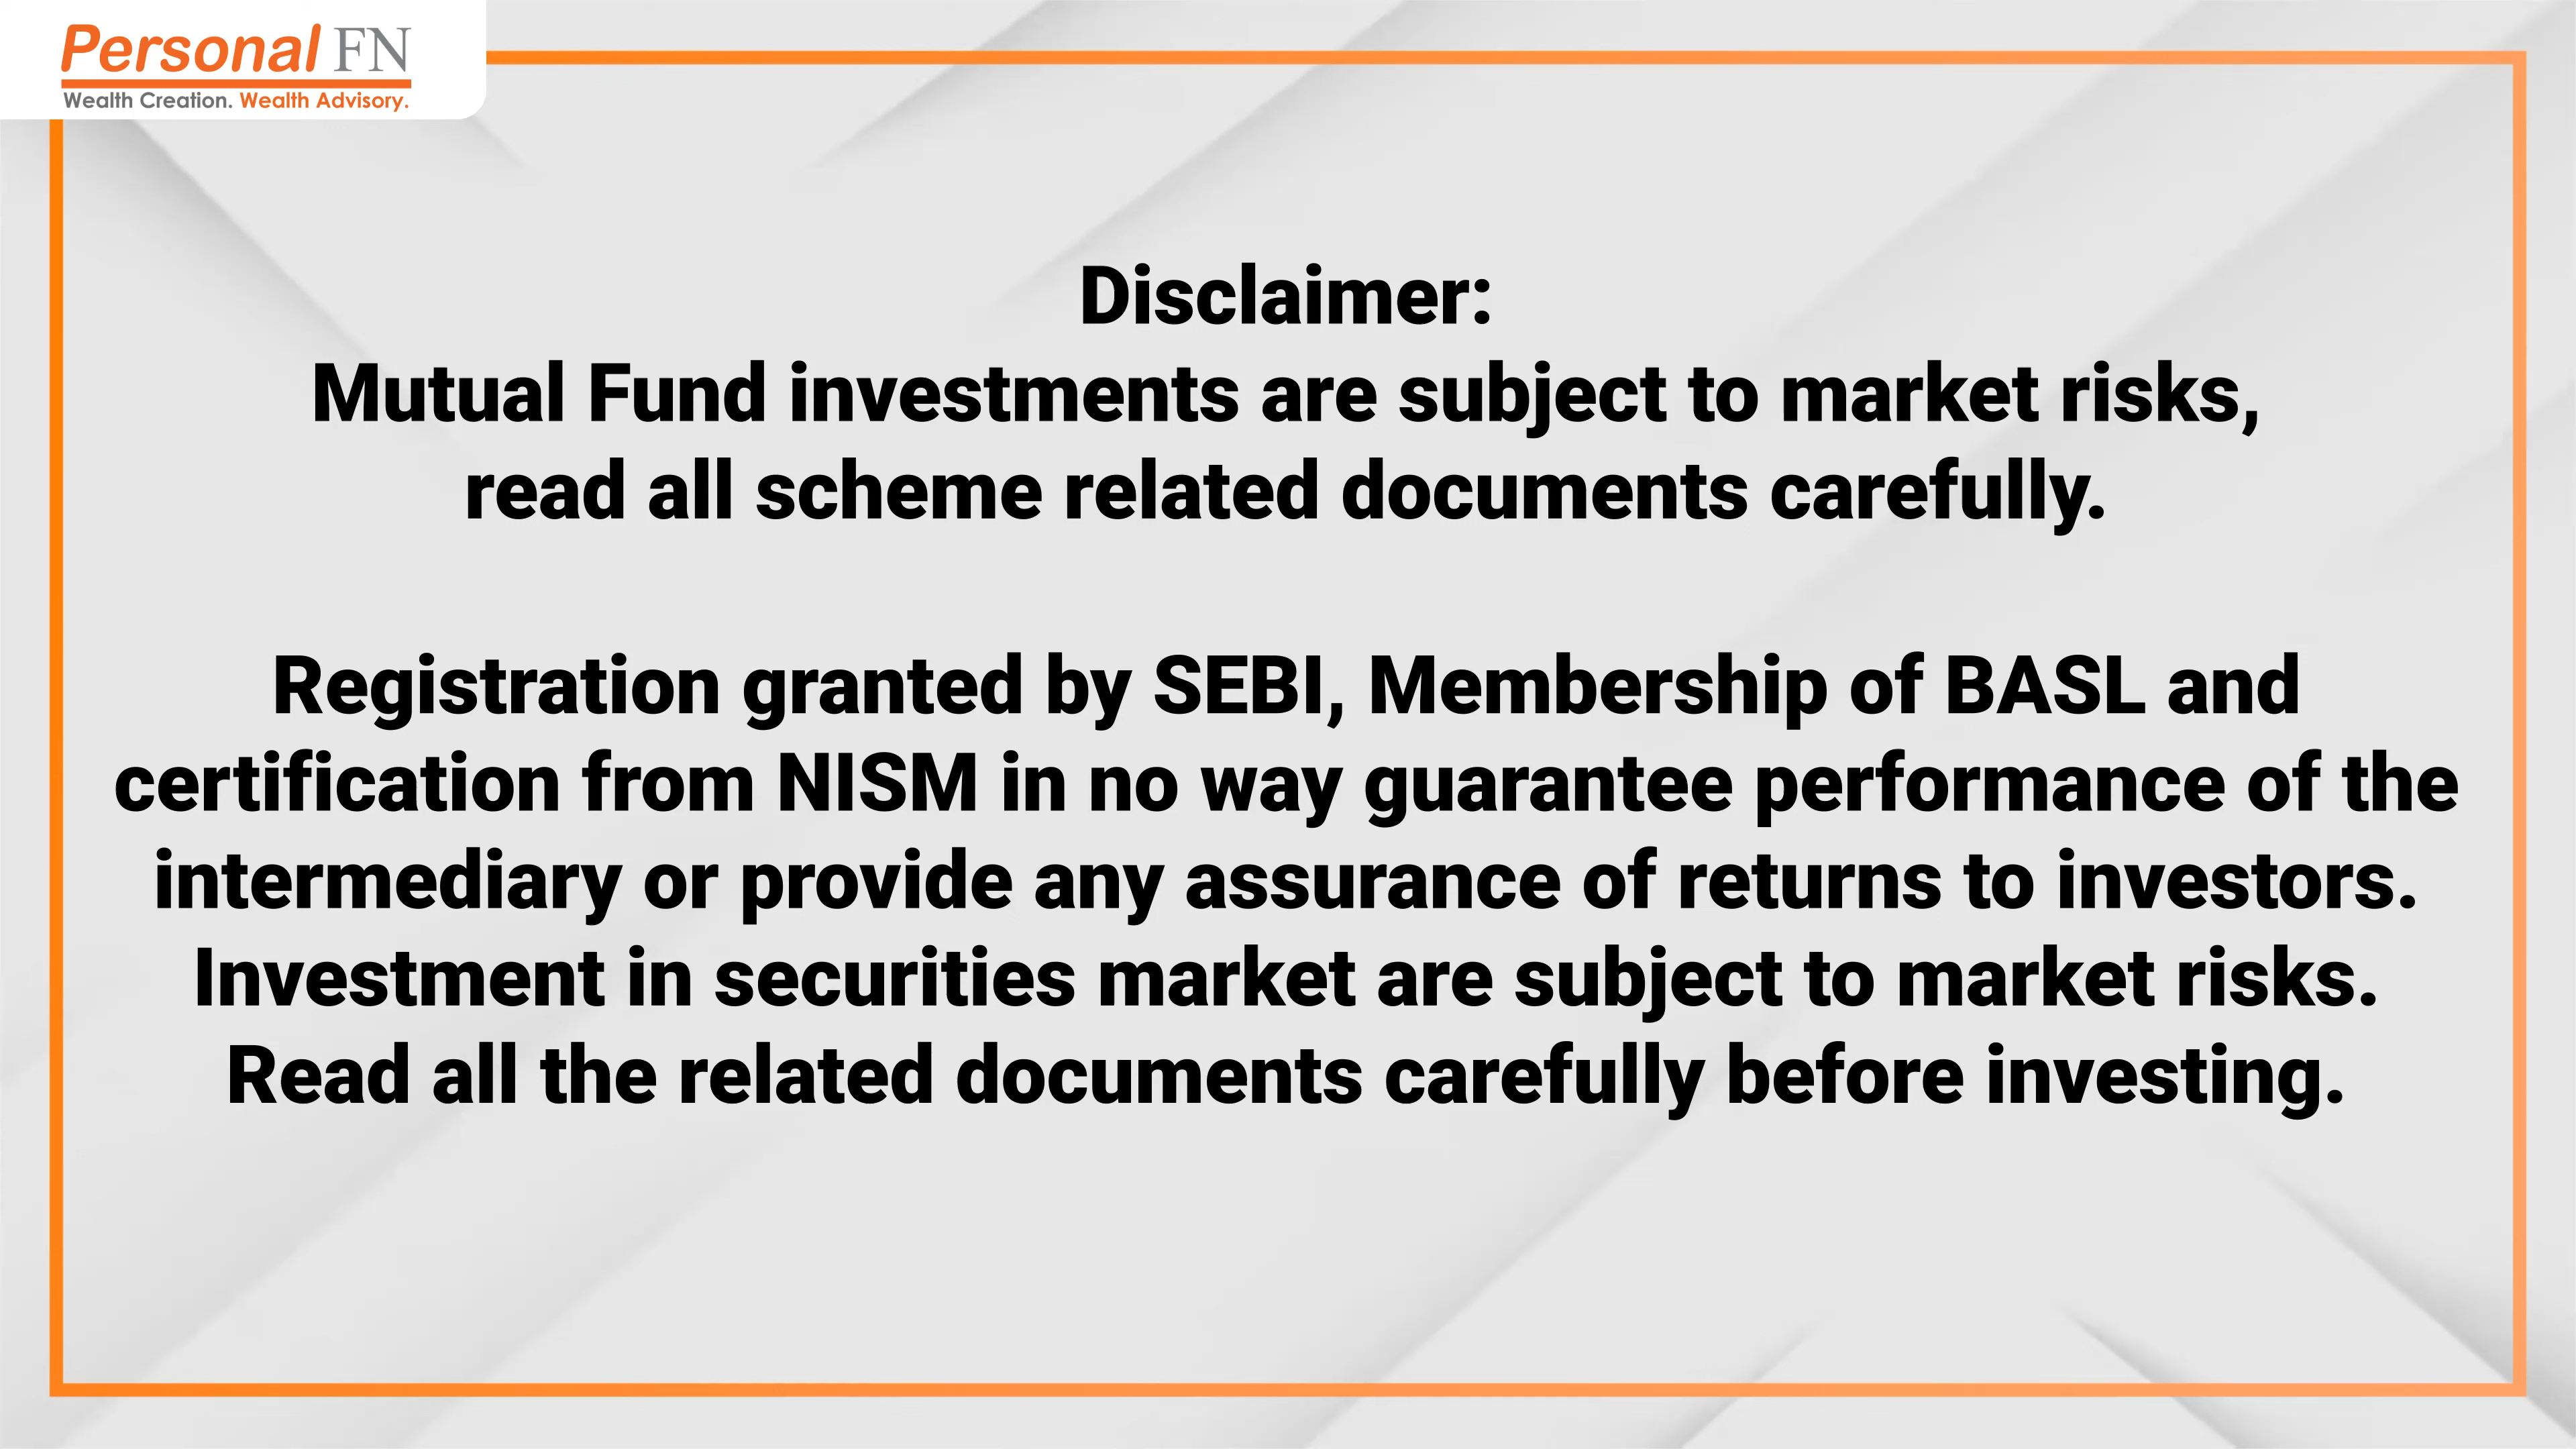 Personal FN
Wealth Creation. Wealth Advisory.
Disclaimer:
Mutual Fund investments are subject to market risks,
read all scheme related documents carefully.
Registration granted by SEBI, Membership of BASL and
certification from NISM in no way guarantee performance of the
intermediary or provide any assurance of returns to investors.
Investment in securities market are subject to market risks.
Read all the related documents carefully before investing.